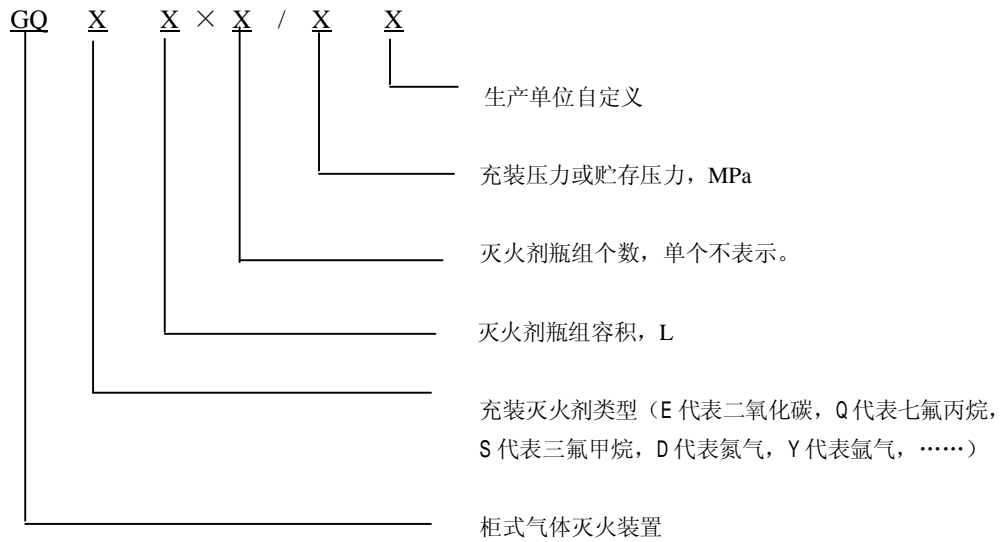 GQ X X × X / X X
生产单位自定义
充装压力或贮存压力，MPa
灭火剂瓶组个数，单个不表示。
灭火剂瓶组容积，L
充装灭火剂类型（E 代表二氧化碳，Q 代表七氟丙烷，
S 代表三氟甲烷，D 代表氮气，Y 代表氩气，……）
柜式气体灭火装置